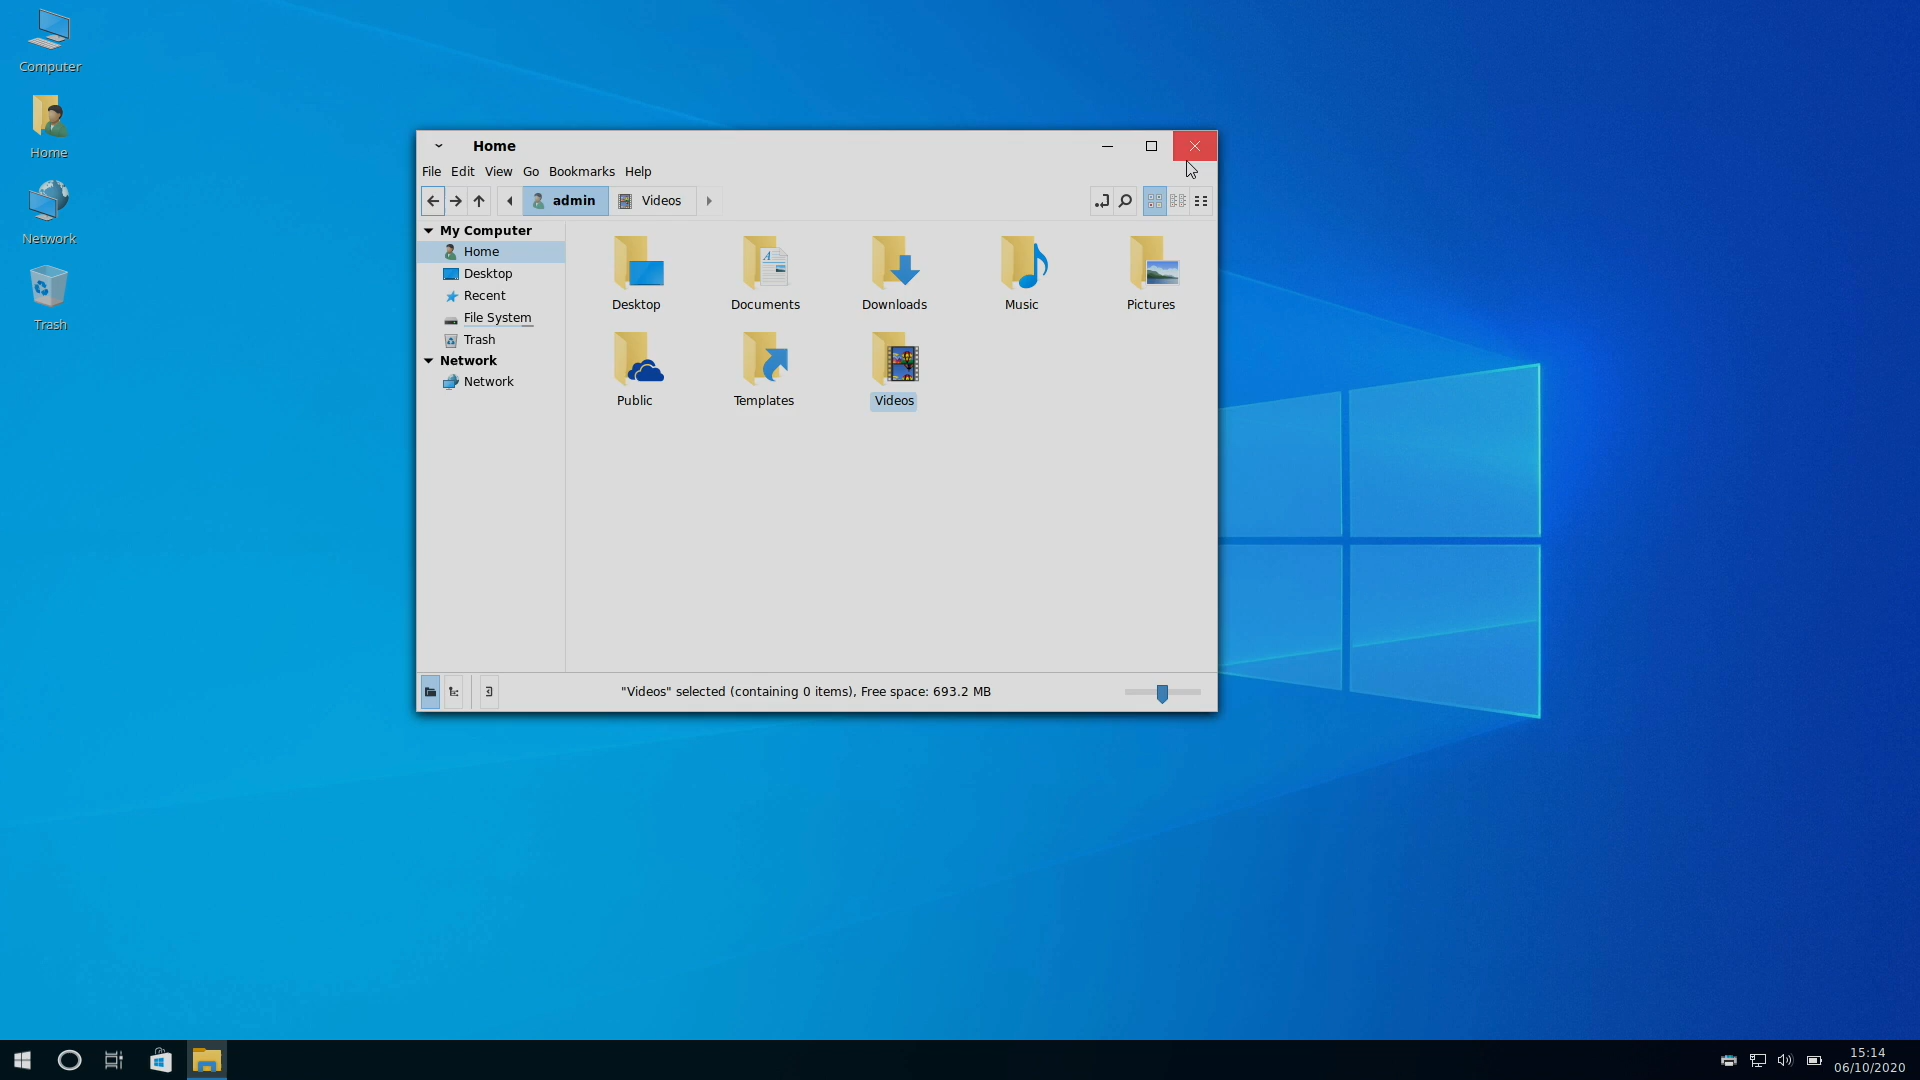 Computer
Home
Network
Trash
Home
File Edit View Go Bookmarks Help
admin Videos
My Computer
Home
Desktop
Recent
File System
Trash
Network
Network
Desktop Documents Downloads Music Pictures
Public Templates Videos
"Videos" selected (containing 0 items), Free space: 693.2 MB
15:14
06/10/2020